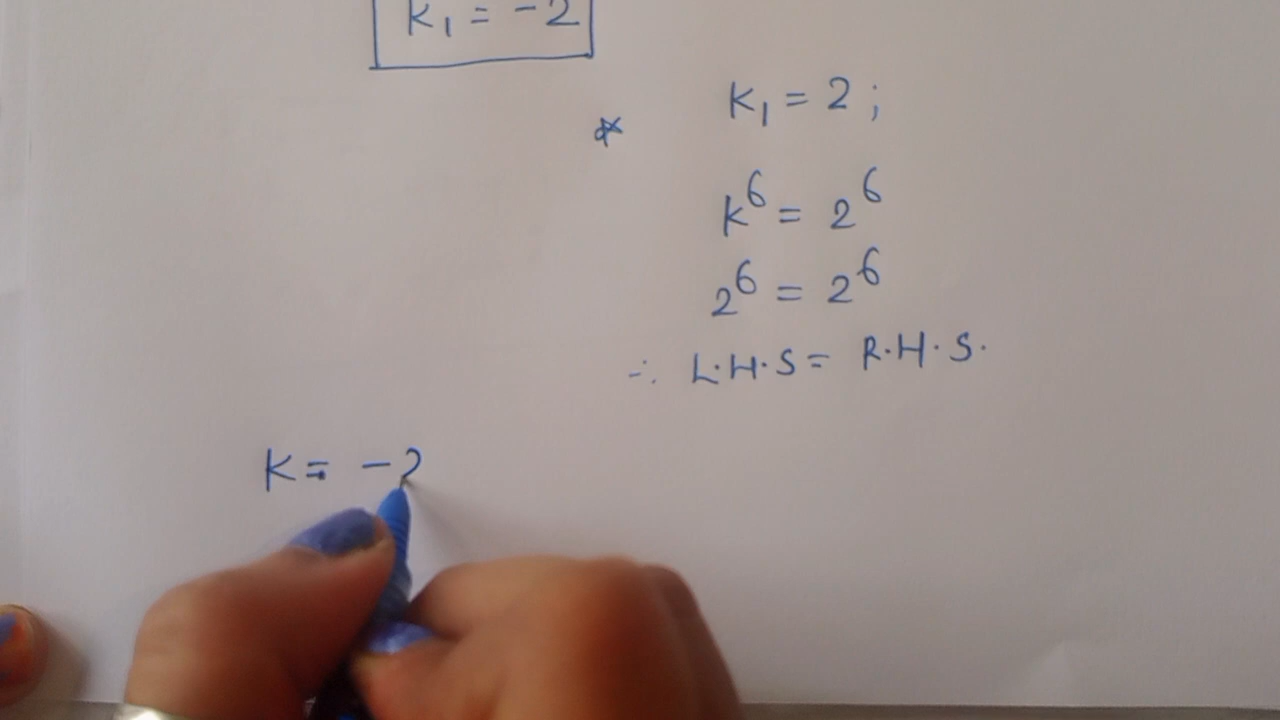 K₁ = -2
* K₁ = 2 ;
K⁶ = 2⁶
2⁶ = 2⁶
∴ L.H.S = R.H.S.
K = -2